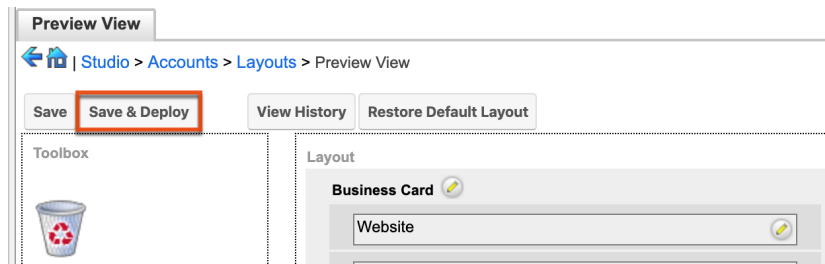 Preview View
| Studio > Accounts > Layouts > Preview View
Save Save & Deploy View History Restore Default Layout
Toolbox
Layout
Business Card
Website